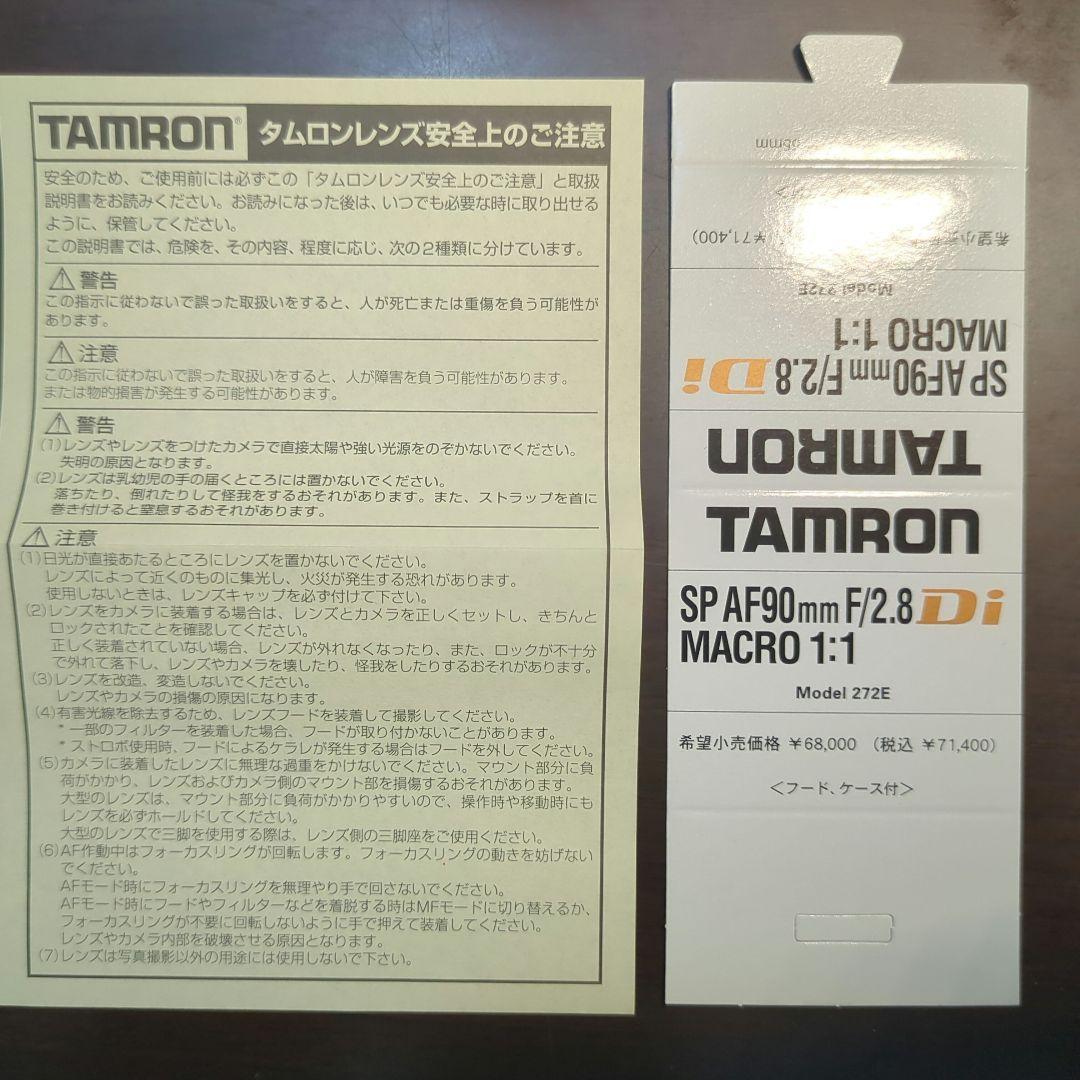 TAMRON® タムロンレンズ安全上のご注意
安全のため、ご使用前には必ずこの「タムロンレンズ安全上のご注意」と取扱
説明書をお読みください。お読みになった後は、いつでも必要な時に取り出せる
ように、保管してください。
この説明書では、危険を、その内容、程度に応じ、次の2種類に分けています。
⚠ 警告
この指示に従わないで誤った取扱いをすると、人が死亡または重傷を負う可能性が
あります。
⚠ 注意
この指示に従わないで誤った取扱いをすると、人が障害を負う可能性があります。
または物的損害が発生する可能性があります。
⚠ 警告
(1)レンズやレンズをつけたカメラで直接太陽や強い光源をのぞかないでください。
失明の原因となります。
(2)レンズは乳幼児の手の届くところには置かないでください。
落ちたり、倒れたりして怪我をするおそれがあります。また、ストラップを首に
巻き付けると窒息するおそれがあります。
⚠ 注意
(1)日光が直接あたるところにレンズを置かないでください。
レンズによって近くのものに集光し、火災が発生する恐れがあります。
使用しないときは、レンズキャップを必ず付けて下さい。
(2)レンズをカメラに装着する場合は、レンズとカメラを正しくセットし、きちんと
ロックされたことを確認してください。
正しく装着されていない場合、レンズが外れなくなったり、また、ロックが不十分
で外れて落下し、レンズやカメラを壊したり、怪我をしたりするおそれがあります。
(3)レンズを改造、変造しないでください。
レンズやカメラの損傷の原因になります。
(4)有害光線を除去するため、レンズフードを装着して撮影してください。
* 一部のフィルターを装着した場合、フードが取り付かないことがあります。
* ストロボ使用時、フードによるケラレが発生する場合はフードを外してください。
(5)カメラに装着したレンズに無理な過重をかけないでください。マウント部分に負
荷がかかり、レンズおよびカメラ側のマウント部を損傷するおそれがあります。
大型のレンズは、マウント部分に負荷がかかりやすいので、操作時や移動時にも
レンズを必ずホールドしてください。
大型のレンズで三脚を使用する際は、レンズ側の三脚座をご使用ください。
(6)AF作動中はフォーカスリングが回転します。フォーカスリングの動きを妨げない
でください。
AFモード時にフォーカスリングを無理やり手で回さないでください。
AFモード時にフードやフィルターなどを着脱する時はMFモードに切り替えるか、
フォーカスリングが不要に回転しないように手で押えて装着してください。
レンズやカメラ内部を破壊させる原因となります。
(7)レンズは写真撮影以外の用途には使用しないで下さい。
mm
希望小 ¥71,400)
Model 272E
SP AF90mm F/2.8 Di
MACRO 1:1
TAMRON
TAMRON
SP AF90mm F/2.8 Di
MACRO 1:1
Model 272E
希望小売価格 ¥68,000 (税込 ¥71,400)
<フード、ケース付>